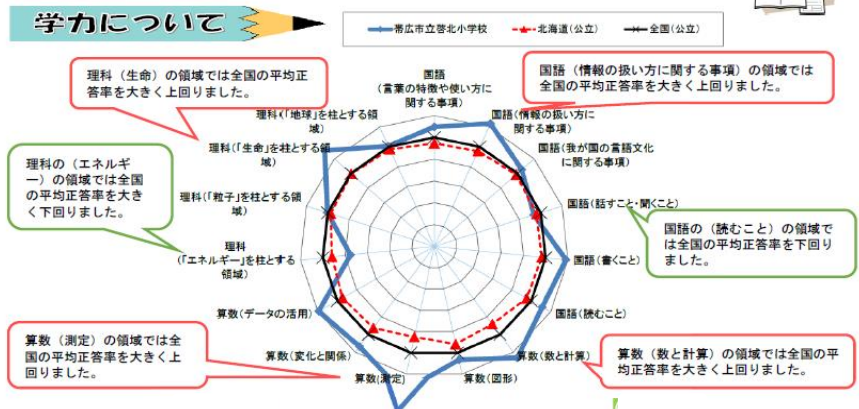 学力について
帯広市立啓北小学校 北海道(公立) 全国(公立)
理科（生命）の領域では全国の平均正
答率を大きく上回りました。
国語
(言葉の特徴や使い方に
関する事項)
国語（情報の扱い方に関する事項）の領域では
全国の平均正答率を大きく上回りました。
理科(「地球」を柱とする領
域)
国語(情報の扱い方に
関する事項)
理科(「生命」を柱とする領
域)
国語(我が国の言語文化
に関する事項)
理科の（エネルギ
ー）の領域では全国
の平均正答率を大き
く下回りました。
理科(「粒子」を柱とする領
域)
国語(話すこと・聞くこと)
国語の（読むこと）の領域で
は全国の平均正答率を下回り
ました。
理科
(「エネルギー」を柱とする
領域)
国語(書くこと)
算数(データの活用)
国語(読むこと)
算数（測定）の領域では全
国の平均正答率を大きく上
回りました。
算数(変化と関係)
算数(数と計算)
算数（数と計算）の領域では全国の平
均正答率を大きく上回りました。
算数(測定)
算数(図形)